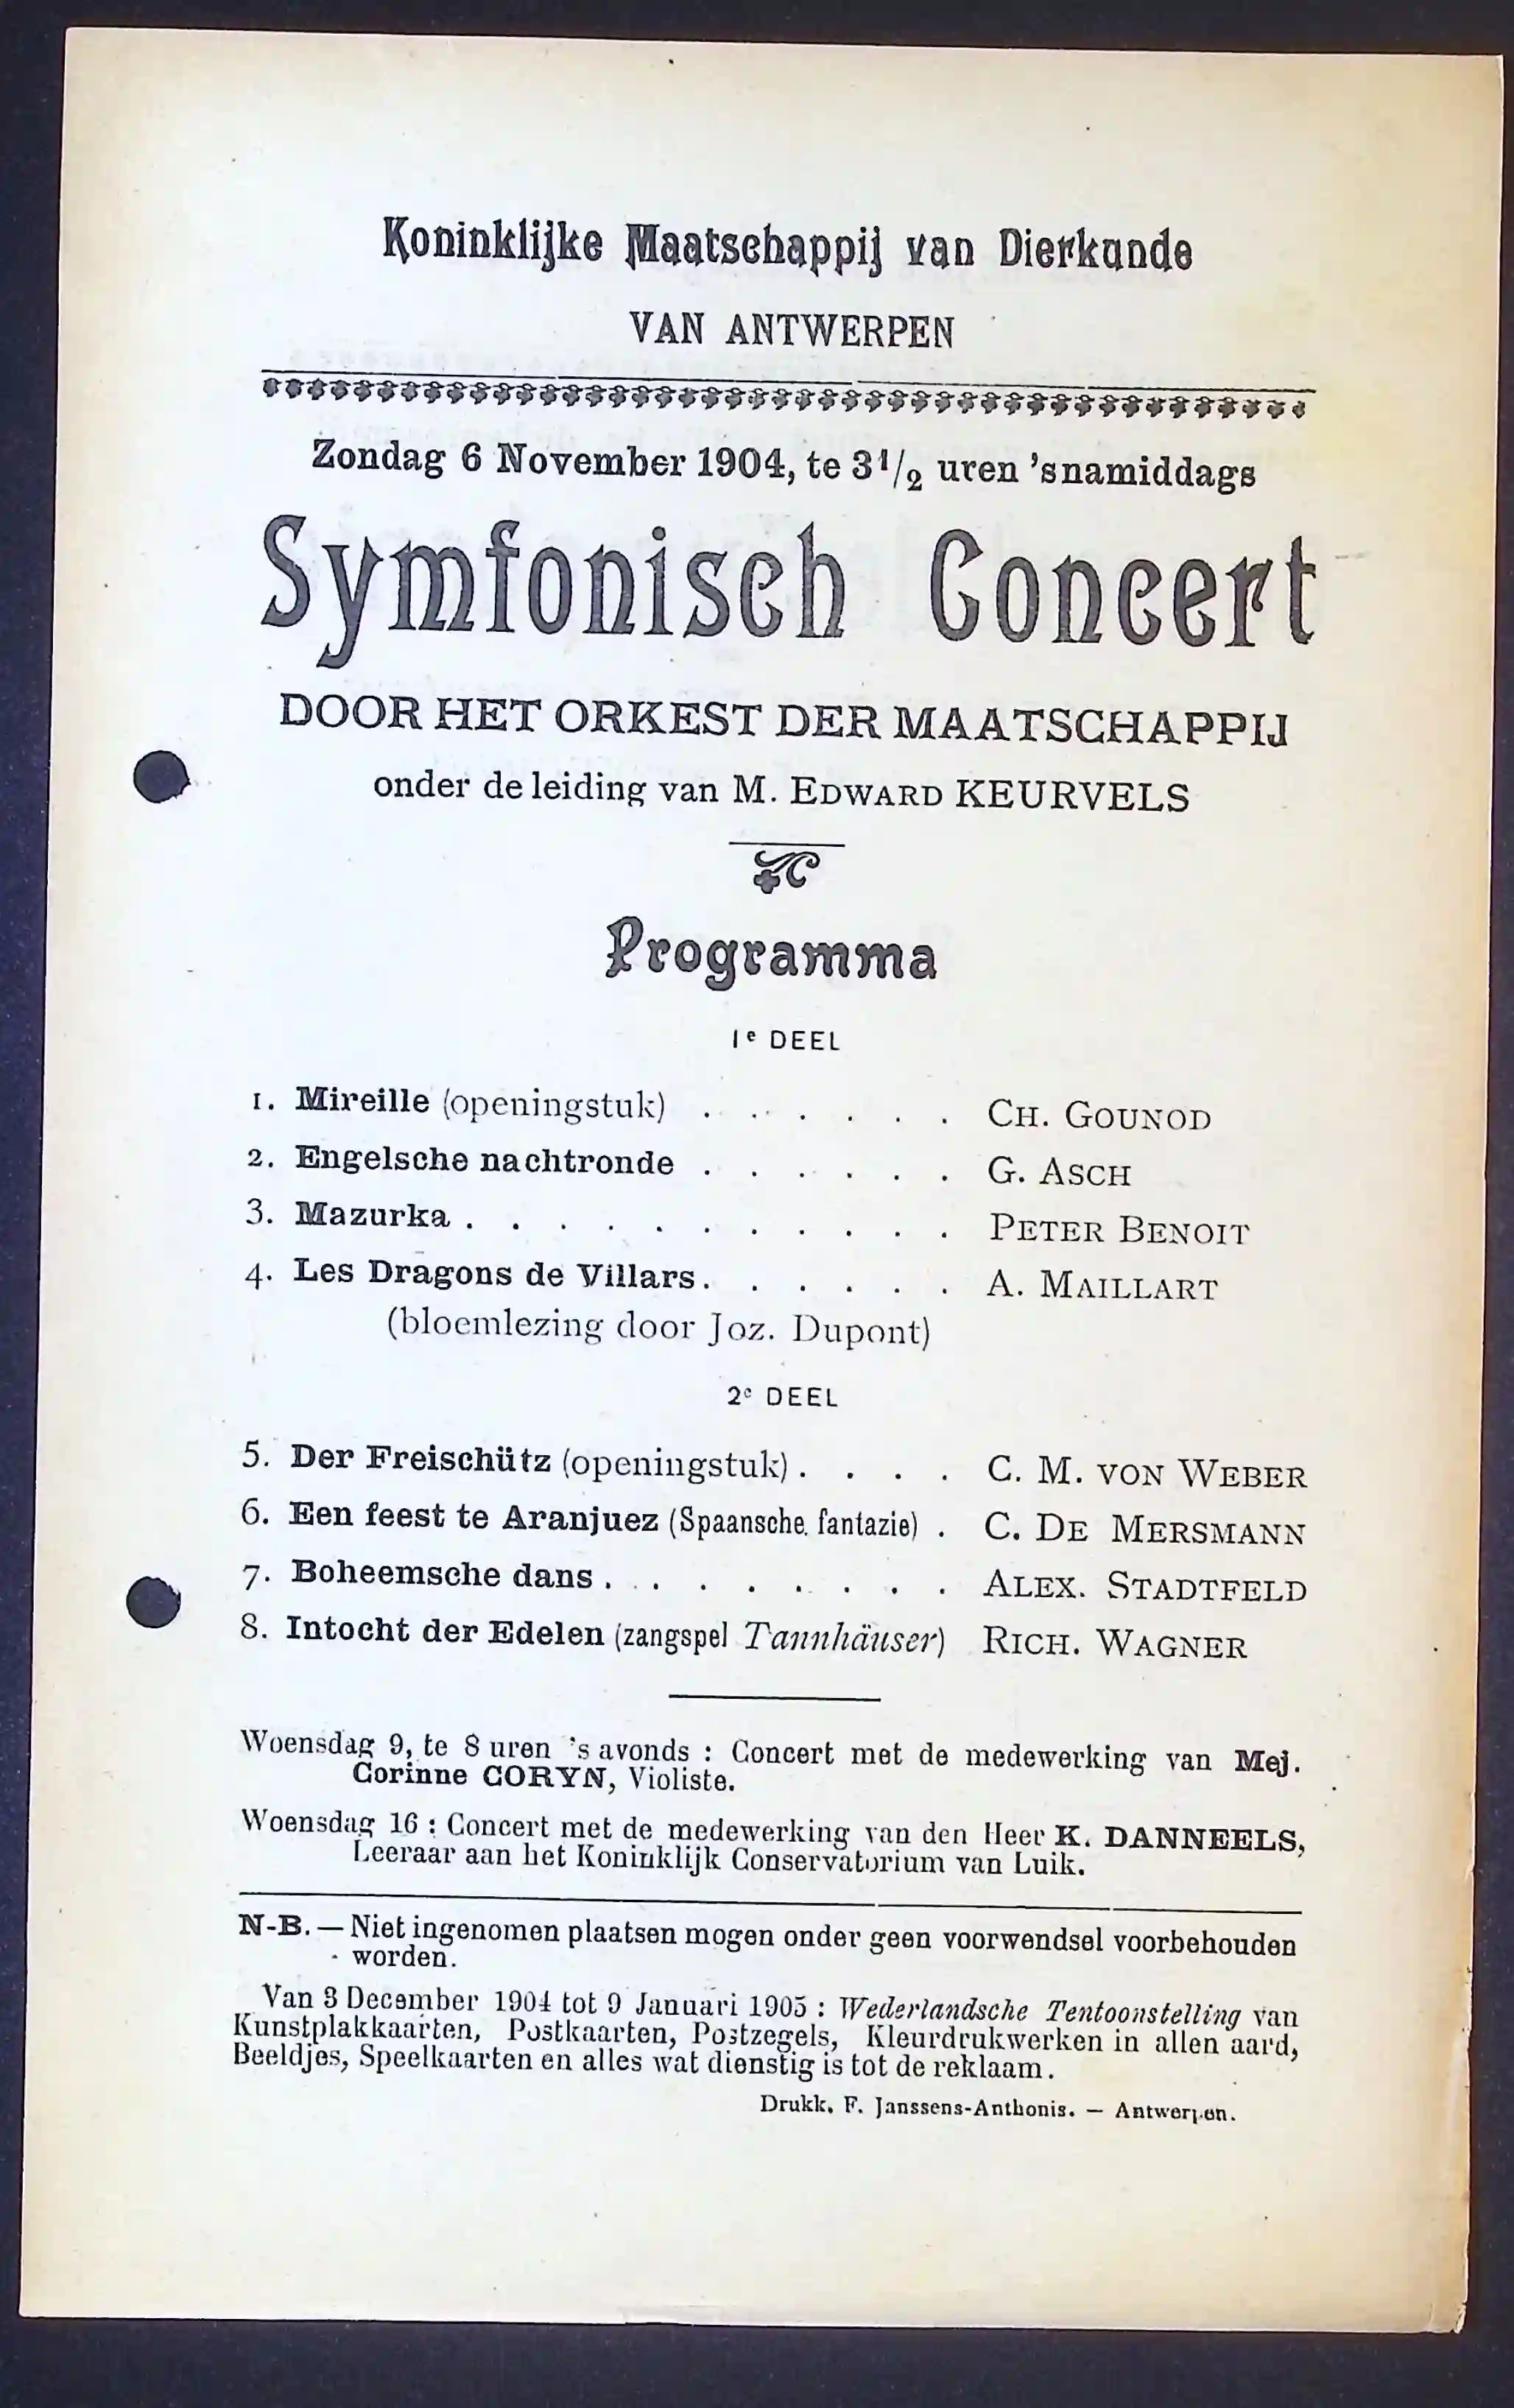 Koninklijke Maatschappij van Dierkunde
VAN ANTWERPEN
Zondag 6 November 1904, te 3 1/2 uren 'snamiddags
Symfonisch Concert
DOOR HET ORKEST DER MAATSCHAPPIJ
onder de leiding van M. EDWARD KEURVELS
Programma
1e DEEL
1. Mireille (openingstuk) . . . . . . CH. GOUNOD
2. Engelsche nachtronde . . . . . . G. ASCH
3. Mazurka . . . . . . . . . . . PETER BENOIT
4. Les Dragons de Villars. . . . . . A. MAILLART
(bloemlezing door Joz. Dupont)
2e DEEL
5. Der Freischütz (openingstuk) . . . . C. M. VON WEBER
6. Een feest te Aranjuez (Spaansche fantazie) . C. DE MERSMANN
7. Boheemsche dans . . . . . . . . ALEX. STADTFELD
8. Intocht der Edelen (zangspel Tannhäuser) RICH. WAGNER
Woensdag 9, te 8 uren 's avonds : Concert met de medewerking van Mej.
Corinne CORYN, Violiste.
Woensdag 16 : Concert met de medewerking van den Heer K. DANNEELS,
Leeraar aan het Koninklijk Conservatorium van Luik.
N-B. — Niet ingenomen plaatsen mogen onder geen voorwendsel voorbehouden
worden.
Van 3 December 1904 tot 9 Januari 1905 : Wederlandsche Tentoonstelling van
Kunstplakkaarten, Postkaarten, Postzegels, Kleurdrukwerken in allen aard,
Beeldjes, Speelkaarten en alles wat dienstig is tot de reklaam.
Drukk. F. Janssens-Anthonis. — Antwerpen.